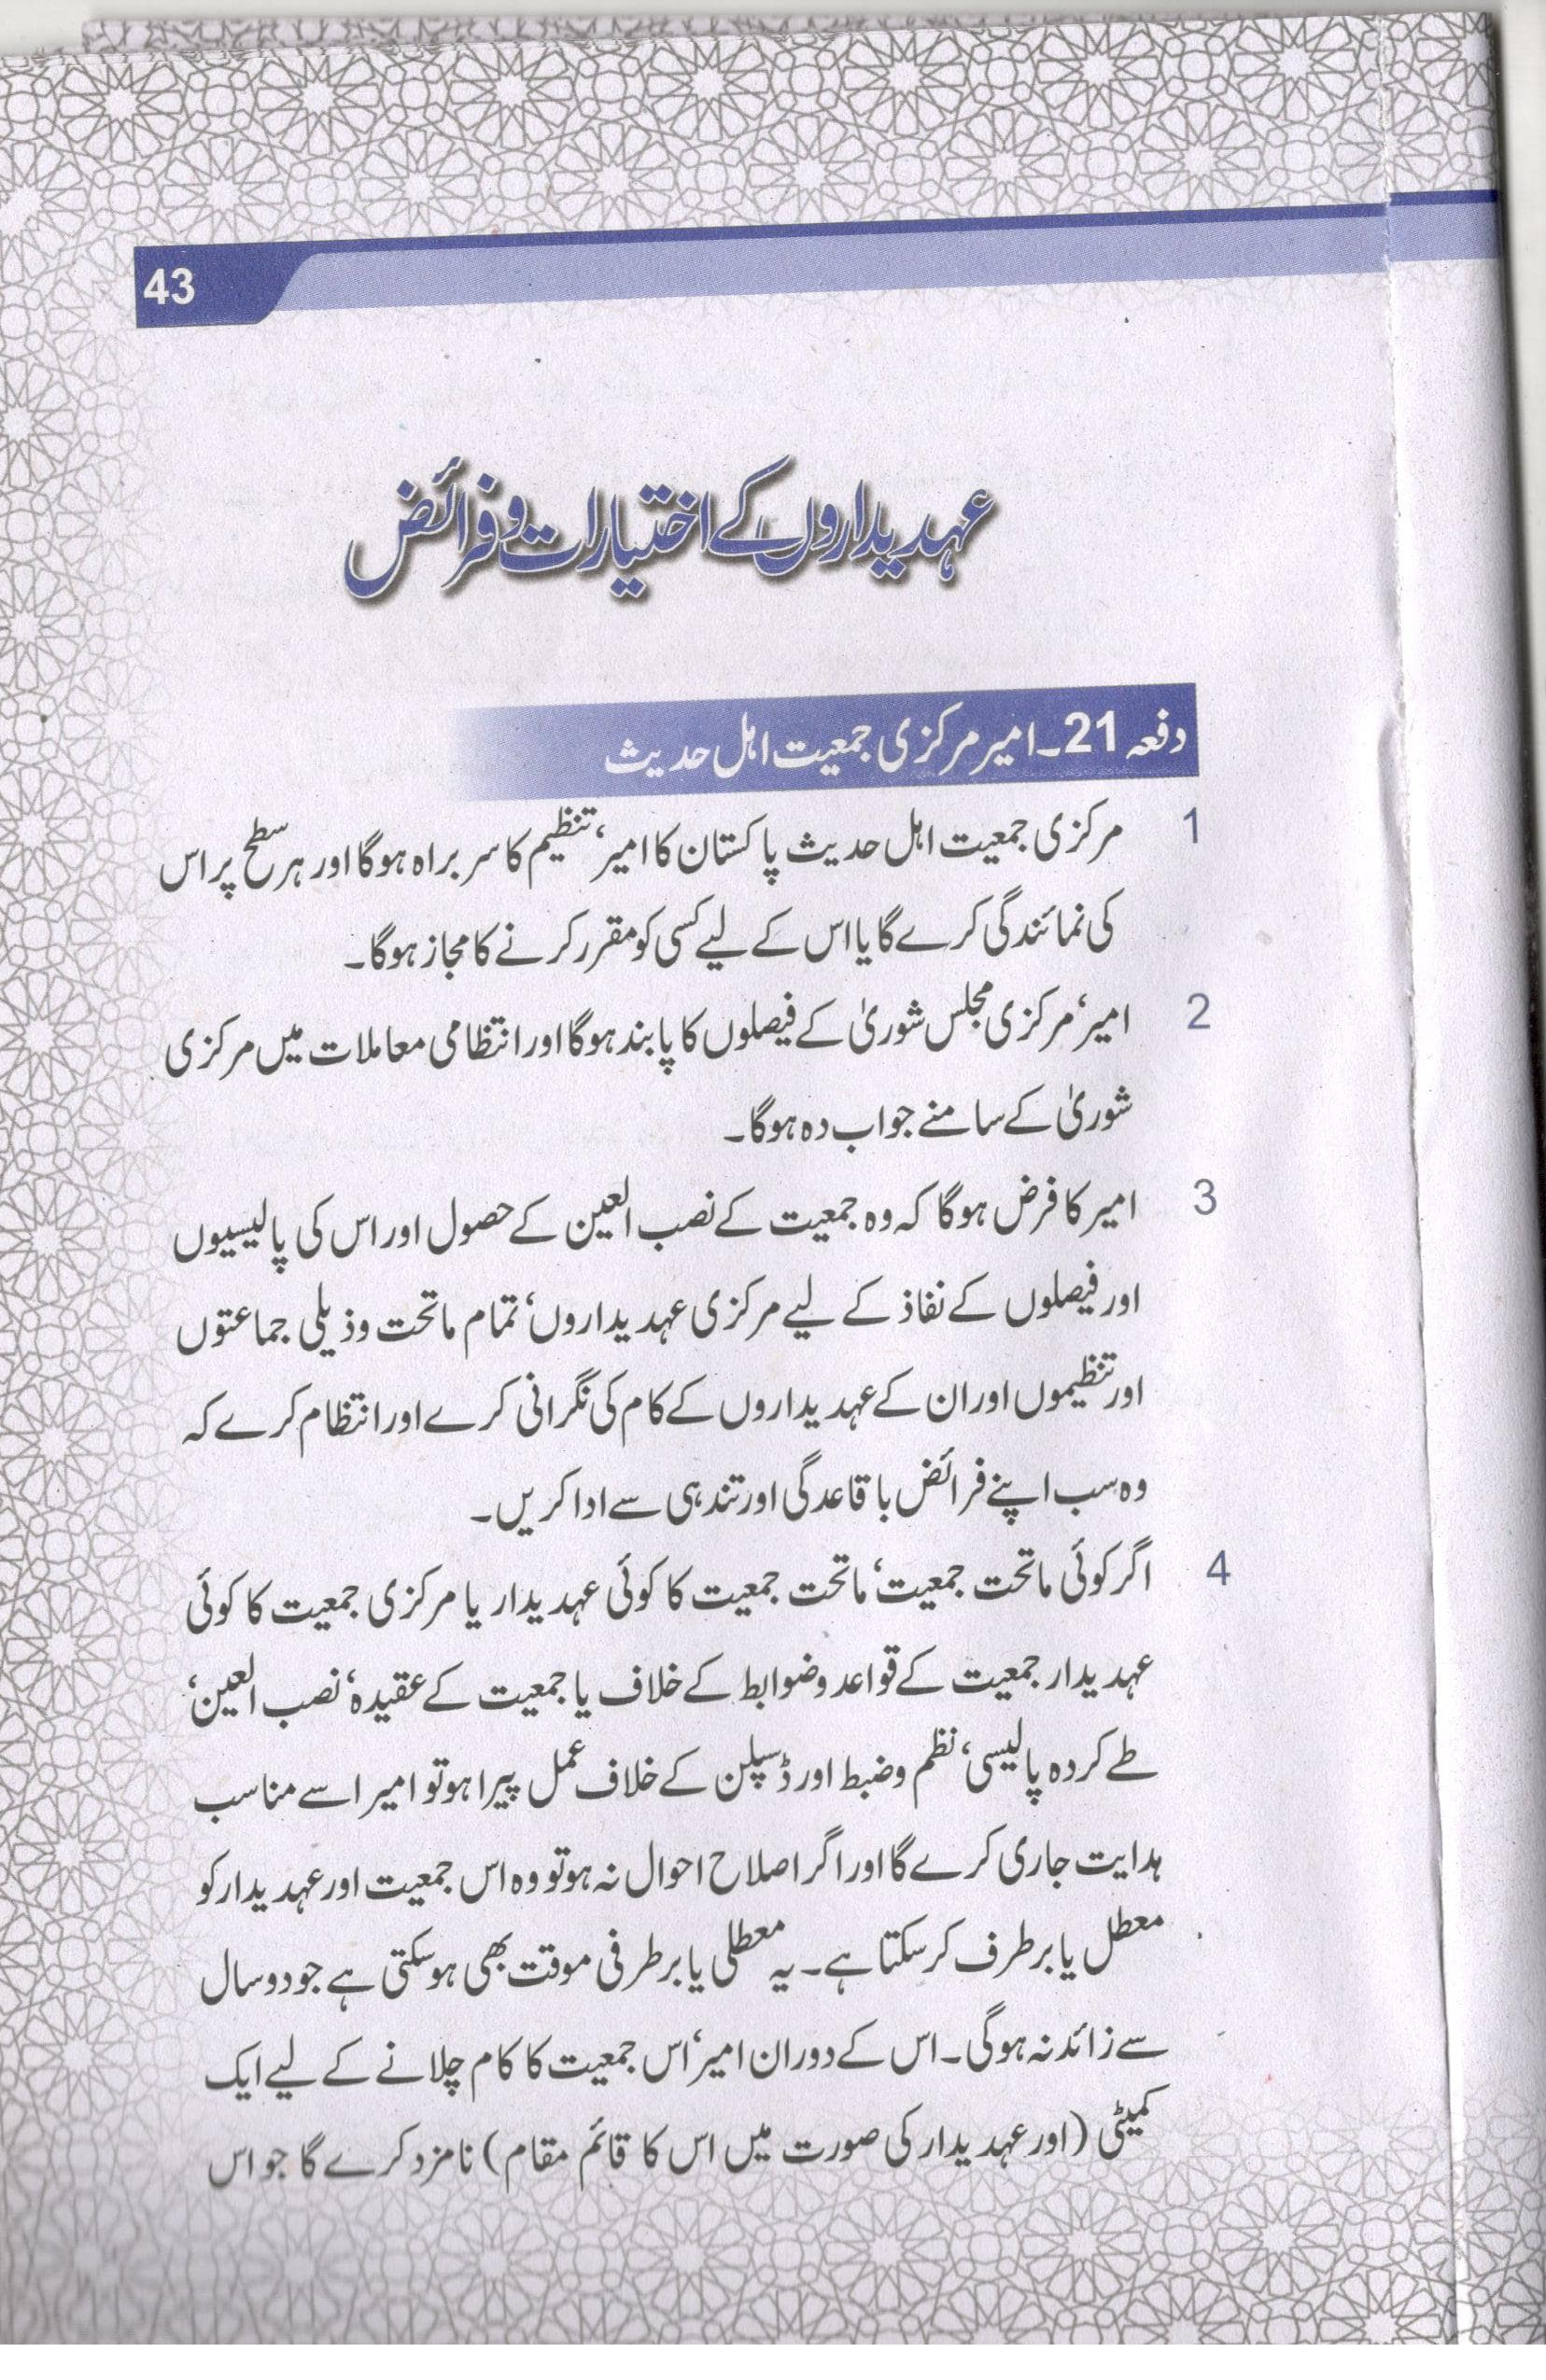 43
عہدیداروں کے اختیارات و فرائض
دفعہ 21۔ امیر مرکزی جمعیت اہل حدیث
1 مرکزی جمعیت اہل حدیث پاکستان کا امیر، تنظیم کا سربراہ ہوگا اور ہر سطح پر اس
کی نمائندگی کرے گا یا اس کے لیے کسی کو مقرر کرنے کا مجاز ہوگا۔
2 امیر، مرکزی مجلس شوریٰ کے فیصلوں کا پابند ہوگا اور انتظامی معاملات میں مرکزی
شوریٰ کے سامنے جواب دہ ہوگا۔
3 امیر کا فرض ہوگا کہ وہ جمعیت کے نصب العین کے حصول اور اس کی پالیسیوں
اور فیصلوں کے نفاذ کے لیے مرکزی عہدیداروں، تمام ماتحت و ذیلی جماعتوں
اور تنظیموں اور ان کے عہدیداروں کے کام کی نگرانی کرے اور انتظام کرے کہ
وہ سب اپنے فرائض باقاعدگی اور تندہی سے ادا کریں۔
4 اگر کوئی ماتحت جمعیت، ماتحت جمعیت کا کوئی عہدیدار یا مرکزی جمعیت کا کوئی
عہدیدار جمعیت کے قواعد و ضوابط کے خلاف یا جمعیت کے عقیدہ، نصب العین،
طے کردہ پالیسی، نظم و ضبط اور ڈسپلن کے خلاف عمل پیرا ہو تو امیر اسے مناسب
ہدایت جاری کرے گا اور اگر اصلاح احوال نہ ہو تو وہ اس جمعیت اور عہدیدار کو
معطل یا برطرف کر سکتا ہے۔ یہ معطلی یا برطرفی موقت بھی ہو سکتی ہے جو دو سال
سے زائد نہ ہوگی۔ اس کے دوران امیر، اس جمعیت کا کام چلانے کے لیے ایک
کمیٹی (اور عہدیدار کی صورت میں اس کا قائم مقام) نامزد کرے گا جو اس